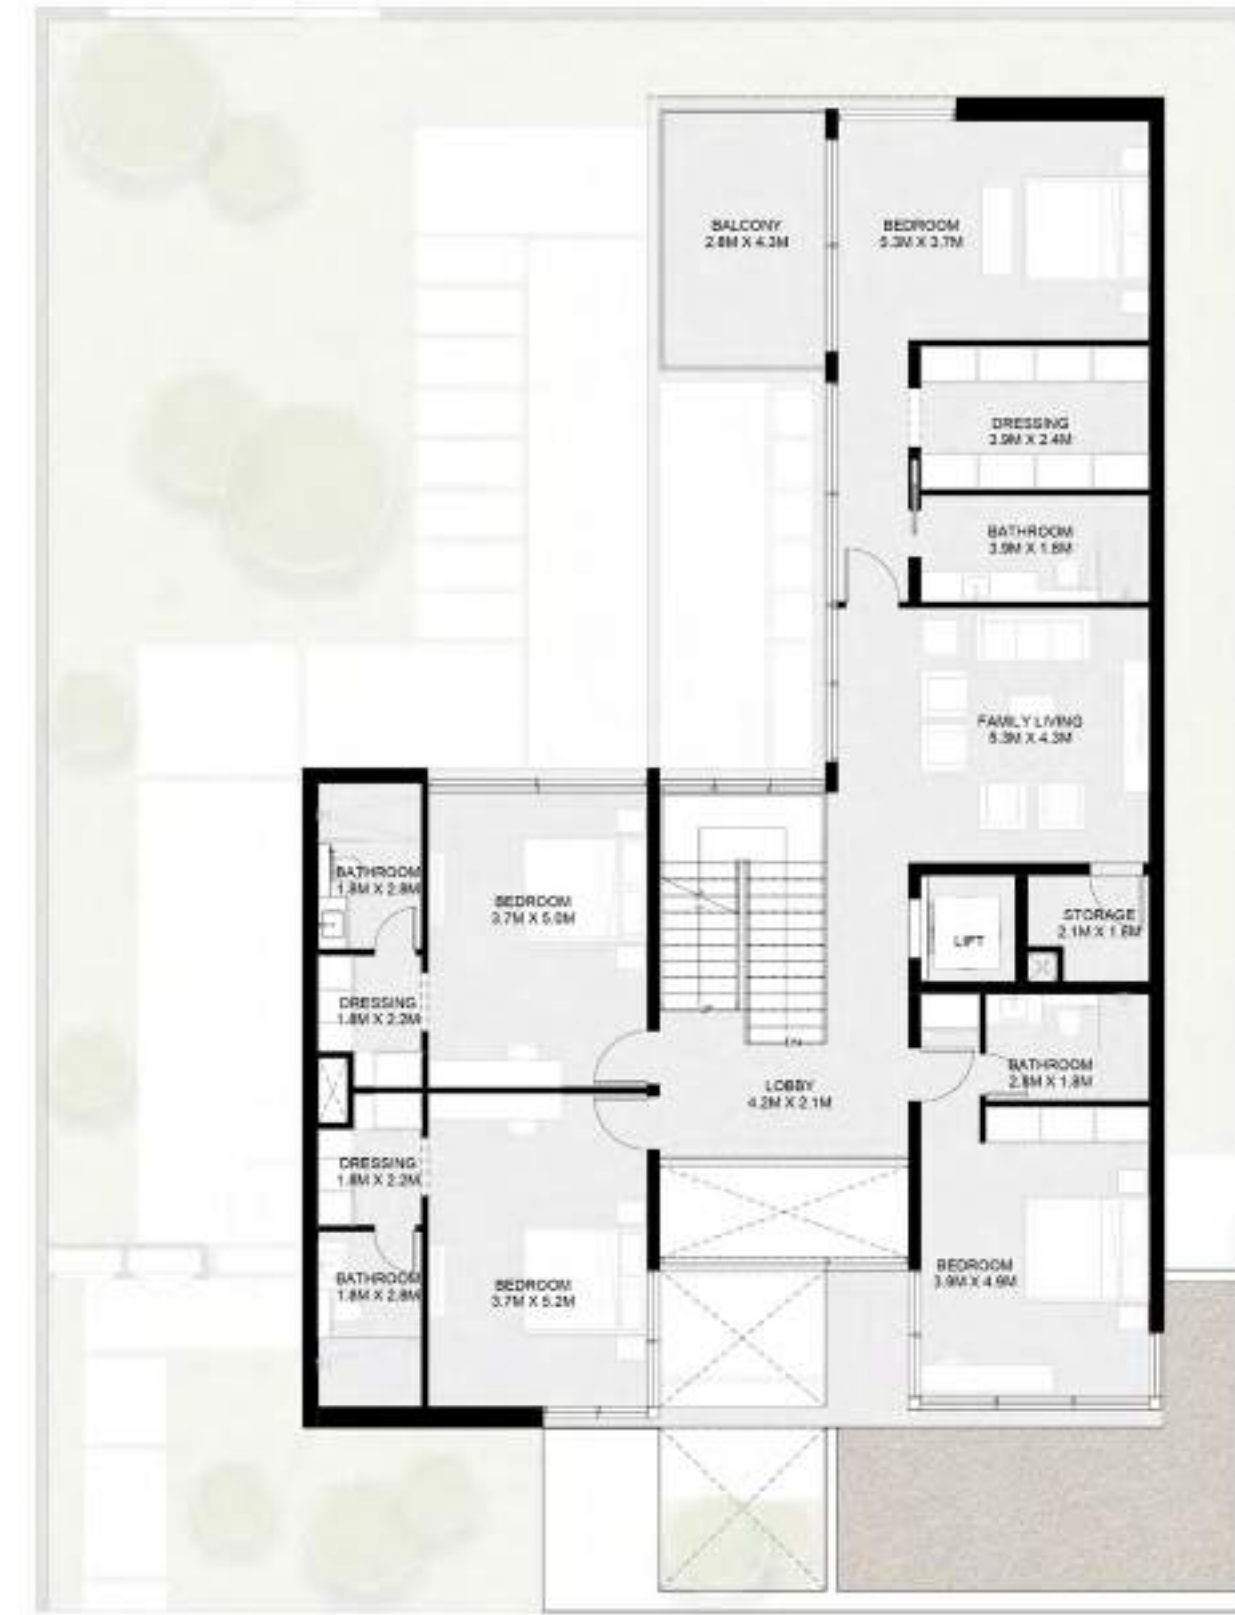 BALCONY
2.8M X 4.3M
BEDROOM
5.3M X 3.7M
DRESSING
3.9M X 2.4M
BATHROOM
3.9M X 1.8M
FAMILY LIVING
5.3M X 4.3M
BATHROOM
1.8M X 2.8M
BEDROOM
3.7M X 5.0M
LIFT
STORAGE
2.1M X 1.6M
DRESSING
1.8M X 2.2M
UP
DN
BATHROOM
2.8M X 1.8M
LOBBY
4.2M X 2.1M
DRESSING
1.8M X 2.2M
BATHROOM
1.8M X 2.8M
BEDROOM
3.7M X 5.2M
BEDROOM
3.9M X 4.9M